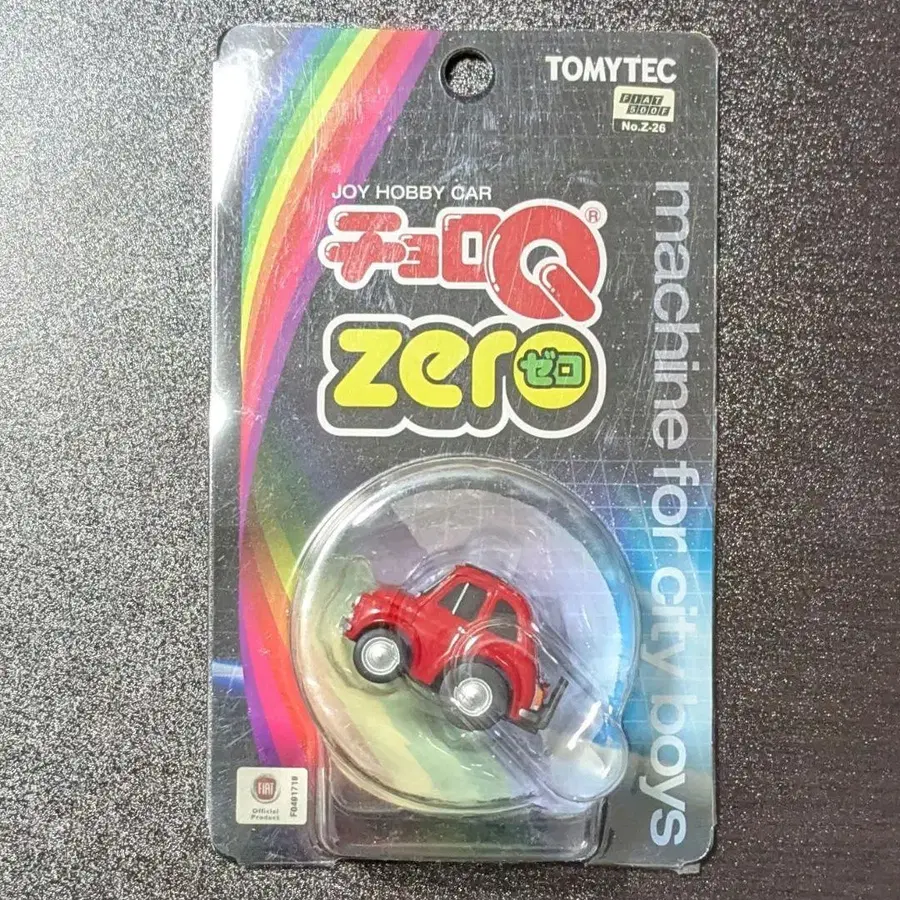 TOMYTEC
FIAT
500F
No.Z-26
JOY HOBBY CAR
チョロQ®
zero
ゼロ
machine for city boys
FIAT
Official
Product
F0401718